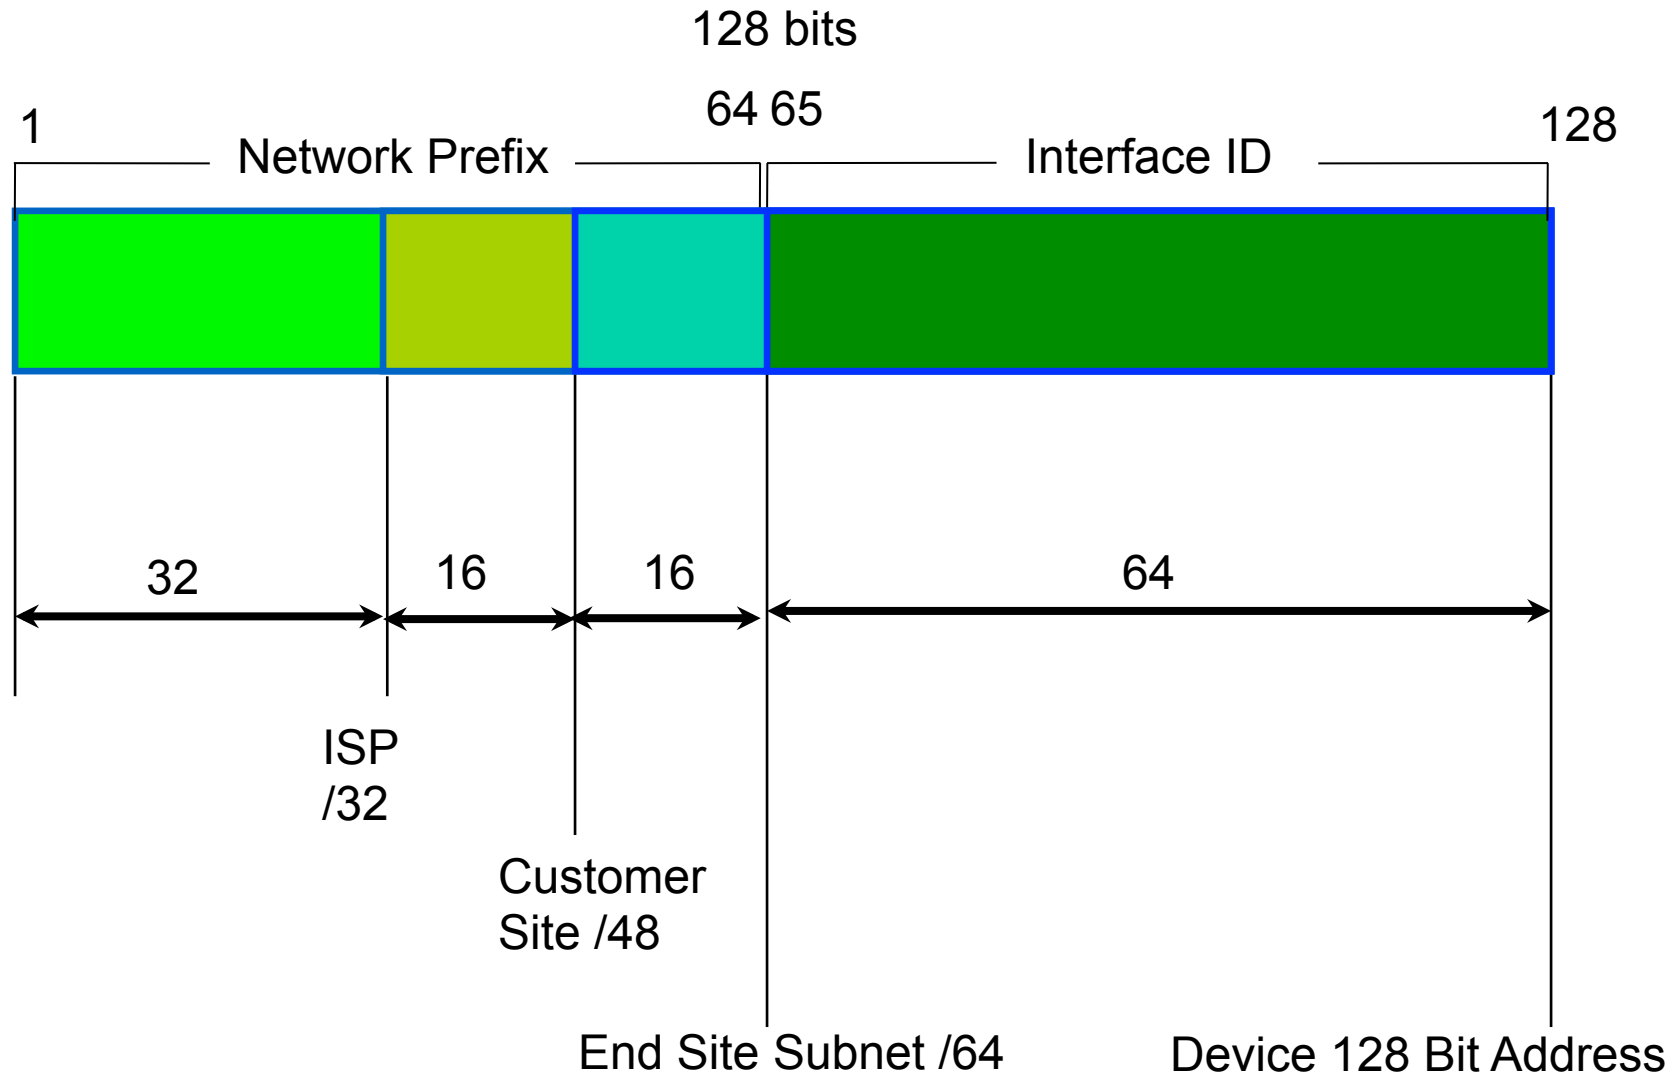 128 bits
64 65
1
128
Network Prefix
Interface ID
32
16
16
64
ISP
/32
Customer
Site /48
End Site Subnet /64
Device 128 Bit Address